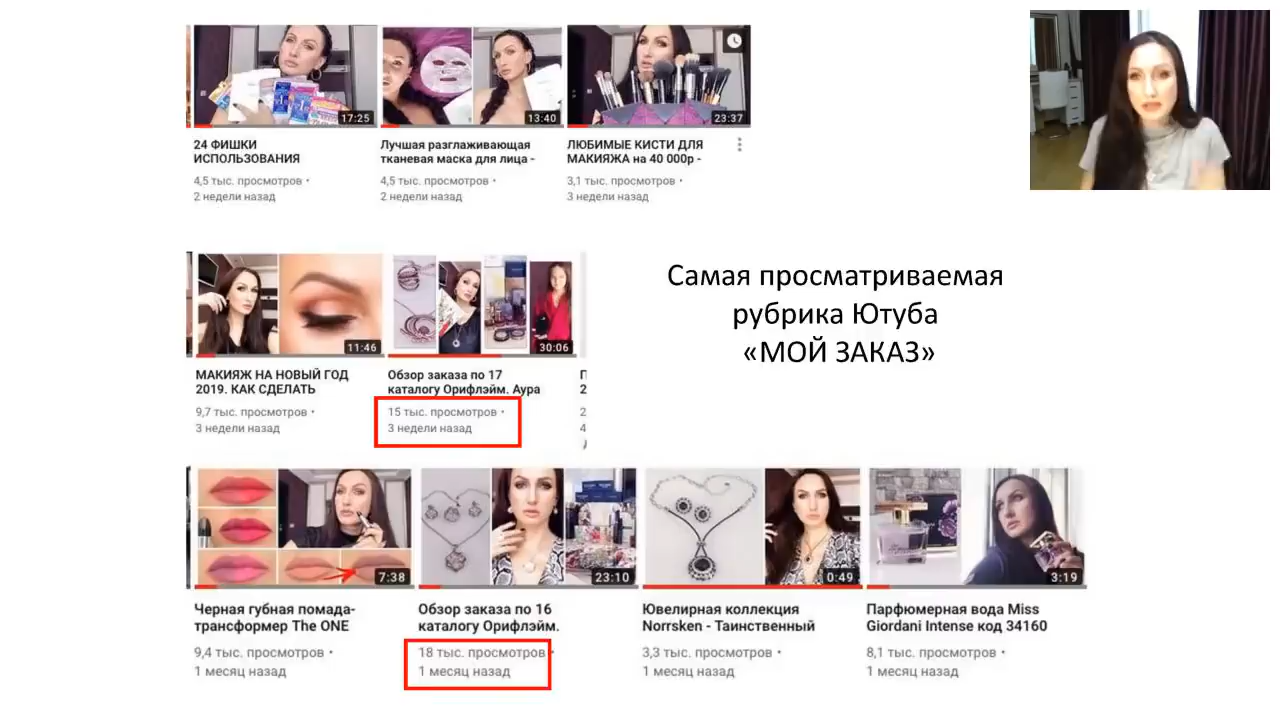 17:25
13:40
23:37
24 ФИШКИ
ИСПОЛЬЗОВАНИЯ
4,5 тыс. просмотров •
2 недели назад
Лучшая разглаживающая
тканевая маска для лица -
4,5 тыс. просмотров •
2 недели назад
ЛЮБИМЫЕ КИСТИ ДЛЯ
МАКИЯЖА на 40 000р -
3,1 тыс. просмотров •
3 недели назад
Самая просматриваемая
рубрика Ютуба
«МОЙ ЗАКАЗ»
11:46
30:06
МАКИЯЖ НА НОВЫЙ ГОД
2019. КАК СДЕЛАТЬ
9,7 тыс. просмотров •
3 недели назад
Обзор заказа по 17
каталогу Орифлэйм. Аура
15 тыс. просмотров •
3 недели назад
7:38
23:10
0:49
3:19
Черная губная помада-
трансформер The ONE
9,4 тыс. просмотров •
1 месяц назад
Обзор заказа по 16
каталогу Орифлэйм.
18 тыс. просмотров •
1 месяц назад
Ювелирная коллекция
Norrsken - Таинственный
3,3 тыс. просмотров •
1 месяц назад
Парфюмерная вода Miss
Giordani Intense код 34160
8,1 тыс. просмотров •
1 месяц назад